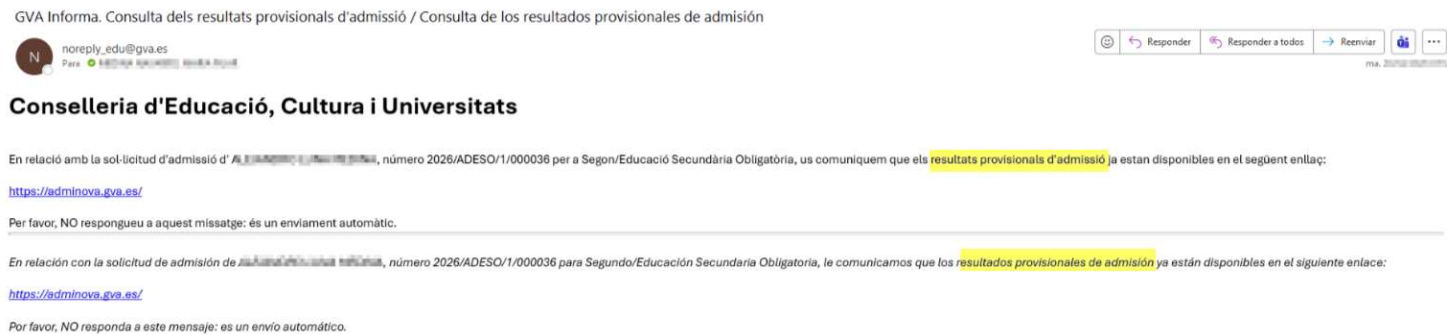 GVA Informa. Consulta dels resultats provisionals d'admissió / Consulta de los resultados provisionales de admisión
N
noreply_edu@gva.es
Para
Responder
Responder a todos
Reenviar
ma.
Conselleria d'Educació, Cultura i Universitats
En relació amb la sol·licitud d'admissió d' , número 2026/ADESO/1/000036 per a Segon/Educació Secundària Obligatòria, us comuniquem que els resultats provisionals d'admissió ja estan disponibles en el següent enllaç:
https://adminova.gva.es/
Per favor, NO respongueu a aquest missatge: és un enviament automàtic.
En relación con la solicitud de admisión de , número 2026/ADESO/1/000036 para Segundo/Educación Secundaria Obligatoria, le comunicamos que los resultados provisionales de admisión ya están disponibles en el siguiente enlace:
https://adminova.gva.es/
Por favor, NO responda a este mensaje: es un envío automático.